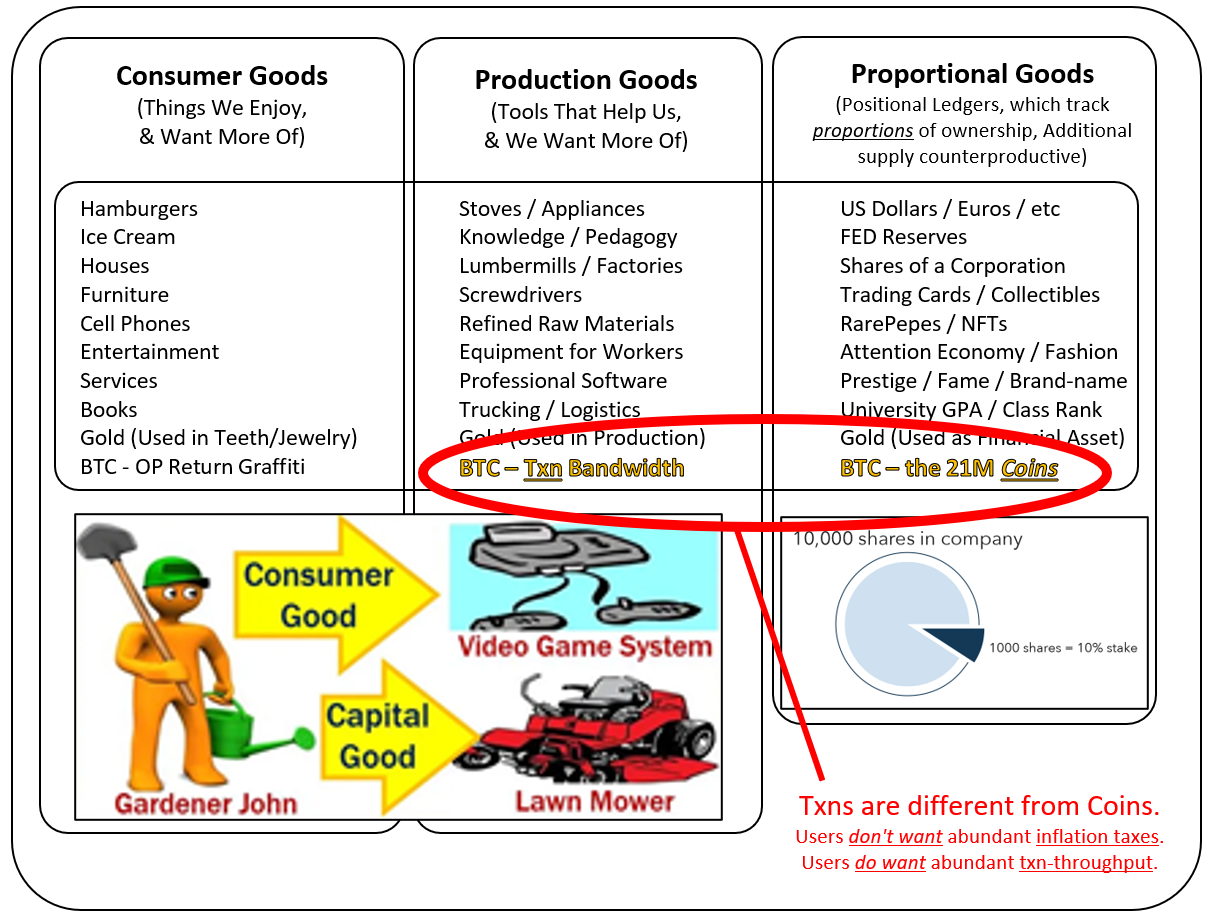 Consumer Goods
(Things We Enjoy,
& Want More Of)
Hamburgers
Ice Cream
Houses
Furniture
Cell Phones
Entertainment
Services
Books
Gold (Used in Teeth/Jewelry)
BTC - OP Return Graffiti
Production Goods
(Tools That Help Us,
& We Want More Of)
Stoves / Appliances
Knowledge / Pedagogy
Lumbermills / Factories
Screwdrivers
Refined Raw Materials
Equipment for Workers
Professional Software
Trucking / Logistics
Gold (Used in Production)
BTC – Txn Bandwidth
Proportional Goods
(Positional Ledgers, which track
proportions of ownership, Additional
supply counterproductive)
US Dollars / Euros / etc
FED Reserves
Shares of a Corporation
Trading Cards / Collectibles
RarePepes / NFTs
Attention Economy / Fashion
Prestige / Fame / Brand-name
University GPA / Class Rank
Gold (Used as Financial Asset)
BTC – the 21M Coins
Consumer
Good
Video Game System
Capital
Good
Gardener John
Lawn Mower
10,000 shares in company
1000 shares = 10% stake
Txns are different from Coins.
Users don't want abundant inflation taxes.
Users do want abundant txn-throughput.